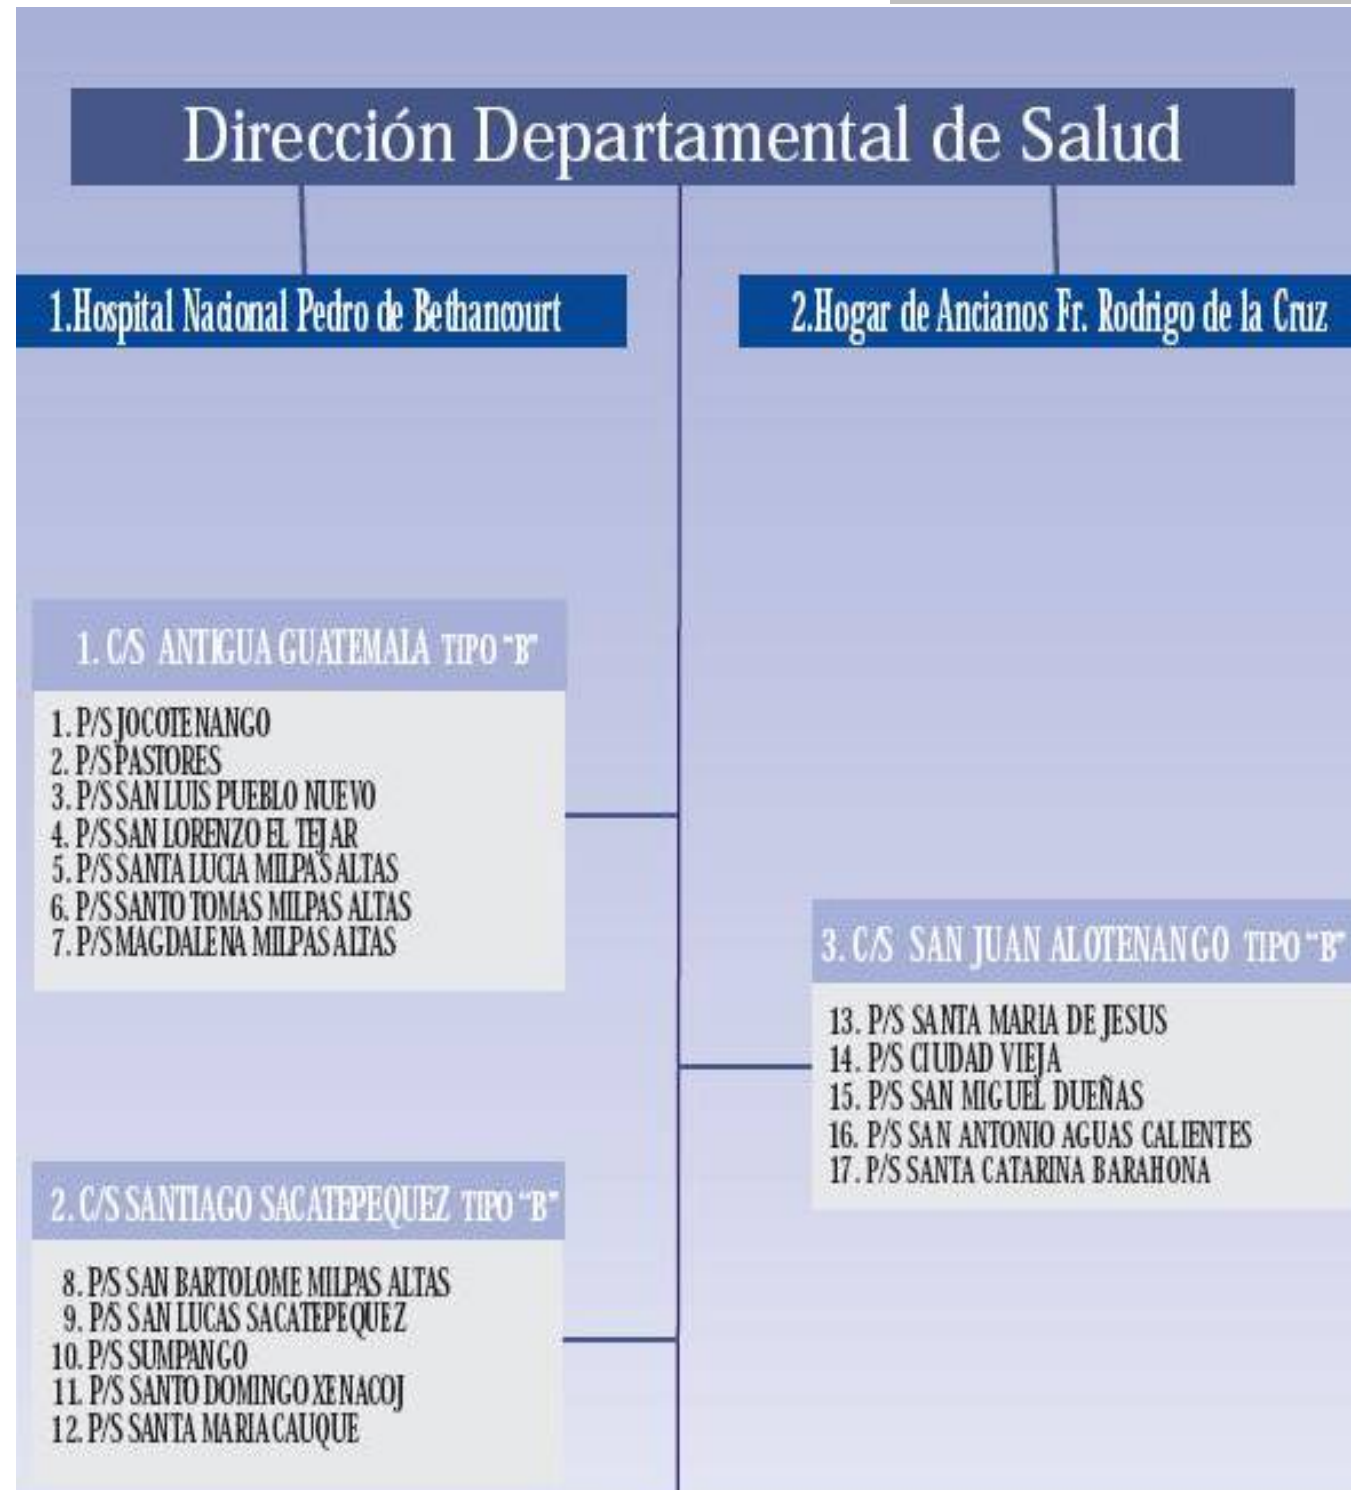 Dirección Departamental de Salud
1.Hospital Nacional Pedro de Bethancourt
2.Hogar de Ancianos Fr. Rodrigo de la Cruz
1. C/S ANTIGUA GUATEMALA TIPO "B"
1. P/S JOCOTENANGO
2. P/S PASTORES
3. P/S SAN LUIS PUEBLO NUEVO
4. P/S SAN LORENZO EL TEJAR
5. P/S SANTA LUCIA MILPAS ALTAS
6. P/S SANTO TOMAS MILPAS ALTAS
7. P/S MAGDALENA MILPAS ALTAS
3. C/S SAN JUAN ALOTENANGO TIPO "B"
13. P/S SANTA MARIA DE JESUS
14. P/S CIUDAD VIEJA
15. P/S SAN MIGUEL DUEÑAS
16. P/S SAN ANTONIO AGUAS CALIENTES
17. P/S SANTA CATARINA BARAHONA
2. C/S SANTIAGO SACATEPEQUEZ TIPO "B"
8. P/S SAN BARTOLOME MILPAS ALTAS
9. P/S SAN LUCAS SACATEPEQUEZ
10. P/S SUMPANGO
11. P/S SANTO DOMINGO XENACOJ
12. P/S SANTA MARIA CAUQUE